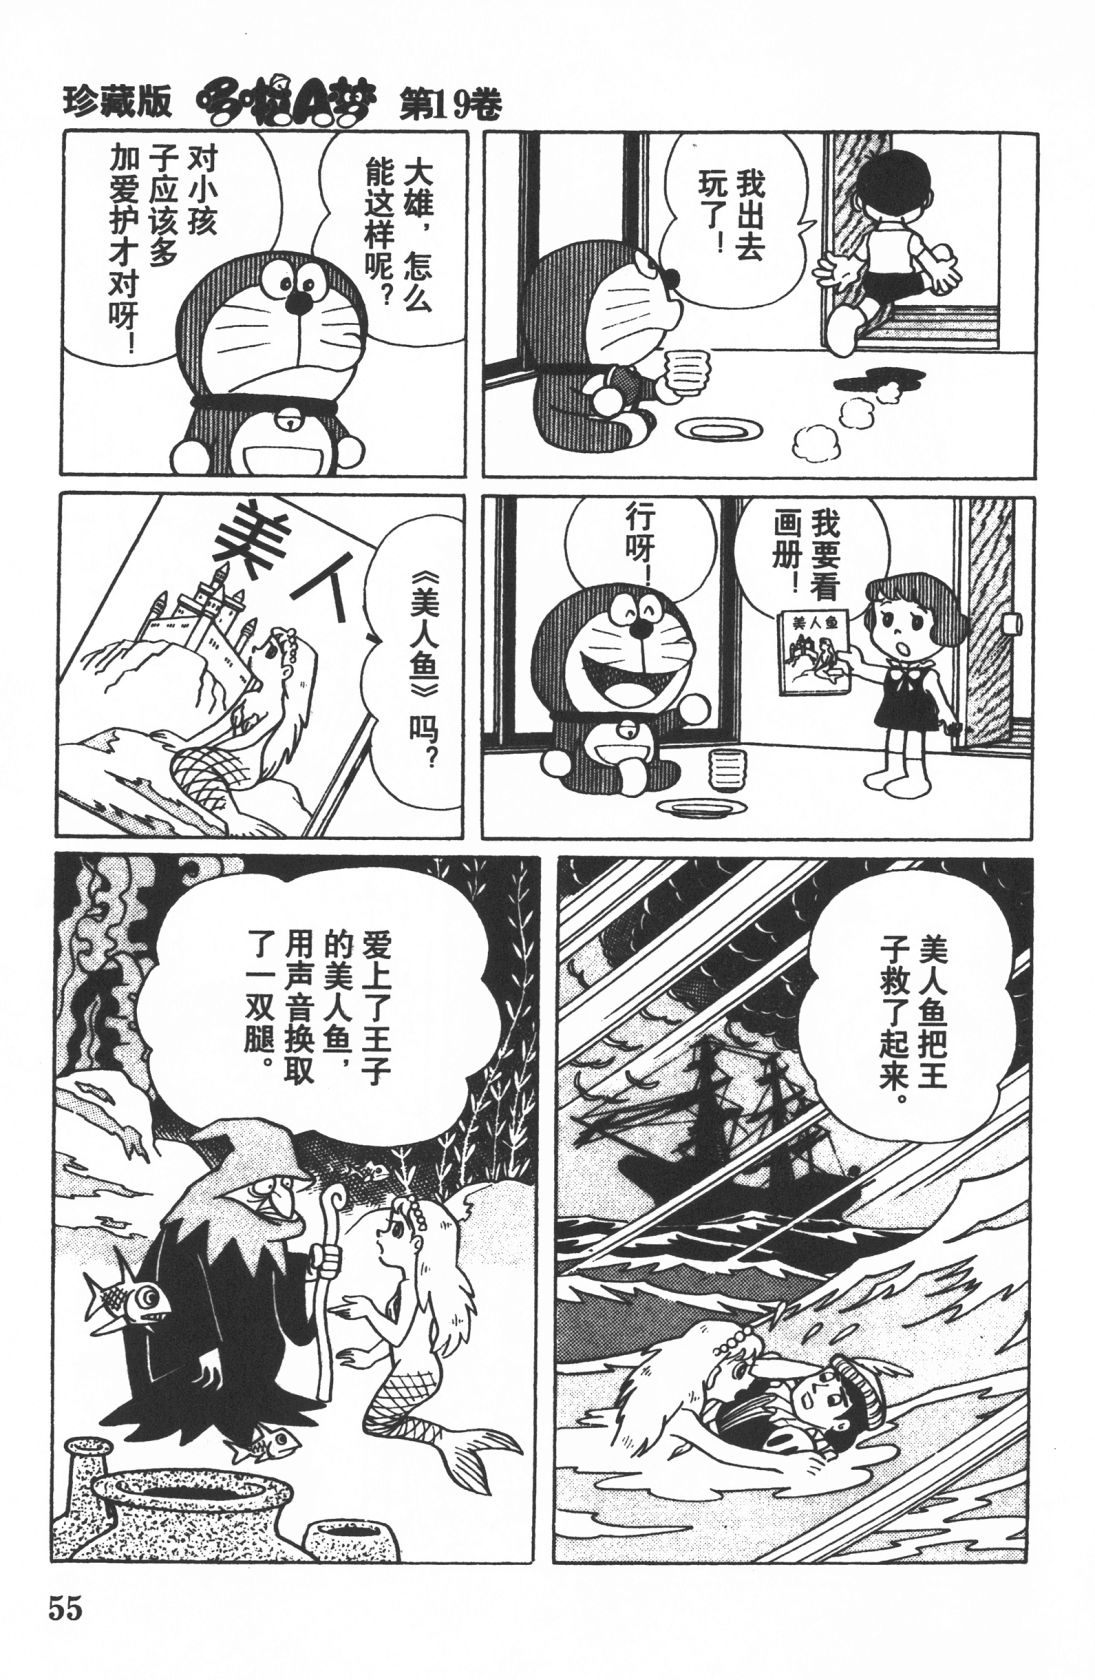 珍藏版 哆啦A梦 第19卷
我出去
玩了！
大雄，怎么
能这样呢？
对小孩
子应该多
加爱护才对呀！
我要看
画册！
美人鱼
行呀！
美人
《美人鱼》吗？
美人鱼把王
子救了起来。
爱上了王子
的美人鱼，
用声音换取
了一双腿。
55